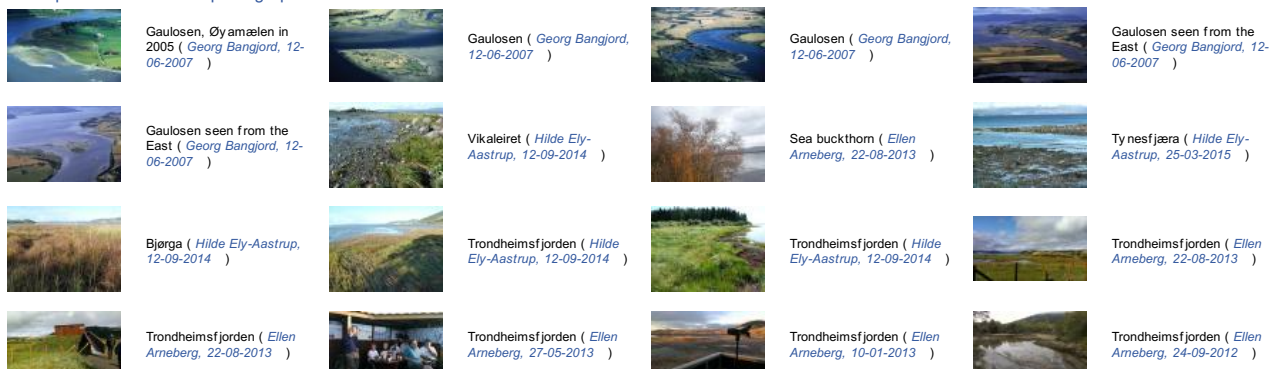 Gaulosen, Øyamælen in
2005 ( Georg Bangjord, 12-
06-2007 )
Gaulosen ( Georg Bangjord,
12-06-2007 )
Gaulosen ( Georg Bangjord,
12-06-2007 )
Gaulosen seen from the
East ( Georg Bangjord, 12-
06-2007 )
Gaulosen seen from the
East ( Georg Bangjord, 12-
06-2007 )
Vikaleiret ( Hilde Ely-
Aastrup, 12-09-2014 )
Sea buckthorn ( Ellen
Arneberg, 22-08-2013 )
Tynesfjæra ( Hilde Ely-
Aastrup, 25-03-2015 )
Bjørga ( Hilde Ely-Aastrup,
12-09-2014 )
Trondheimsfjorden ( Hilde
Ely-Aastrup, 12-09-2014 )
Trondheimsfjorden ( Hilde
Ely-Aastrup, 12-09-2014 )
Trondheimsfjorden ( Ellen
Arneberg, 22-08-2013 )
Trondheimsfjorden ( Ellen
Arneberg, 22-08-2013 )
Trondheimsfjorden ( Ellen
Arneberg, 27-05-2013 )
Trondheimsfjorden ( Ellen
Arneberg, 10-01-2013 )
Trondheimsfjorden ( Ellen
Arneberg, 24-09-2012 )